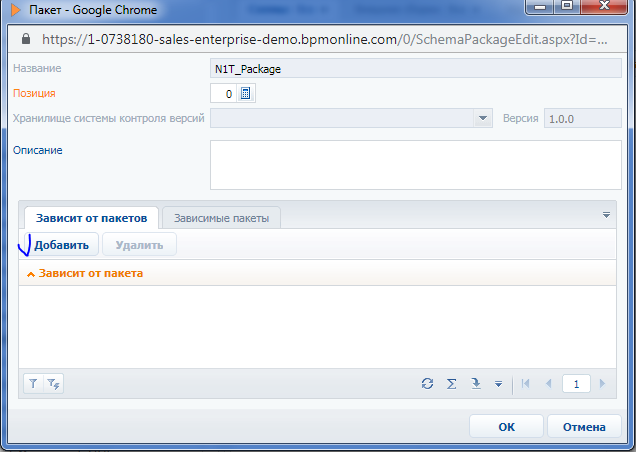 Пакет - Google Chrome
https://1-0738180-sales-enterprise-demo.bpmonline.com/0/SchemaPackageEdit.aspx?Id=...
Название N1T_Package
Позиция 0
Хранилище системы контроля версий Версия 1.0.0
Описание
Зависит от пакетов Зависимые пакеты
Добавить Удалить
Зависит от пакета
1
ОК Отмена